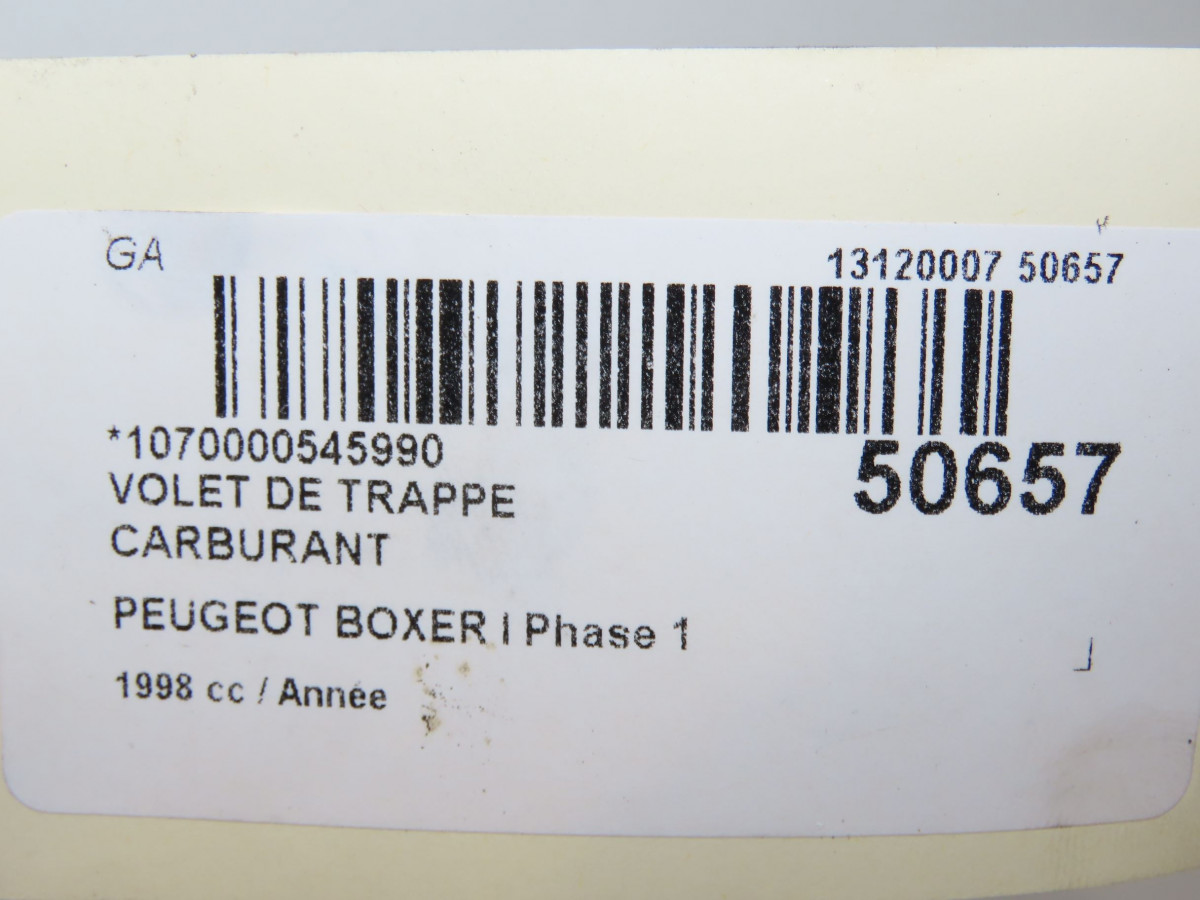 GA
13120007 50657
*1070000545990
50657
VOLET DE TRAPPE
CARBURANT
PEUGEOT BOXER I Phase 1
1998 cc / Année